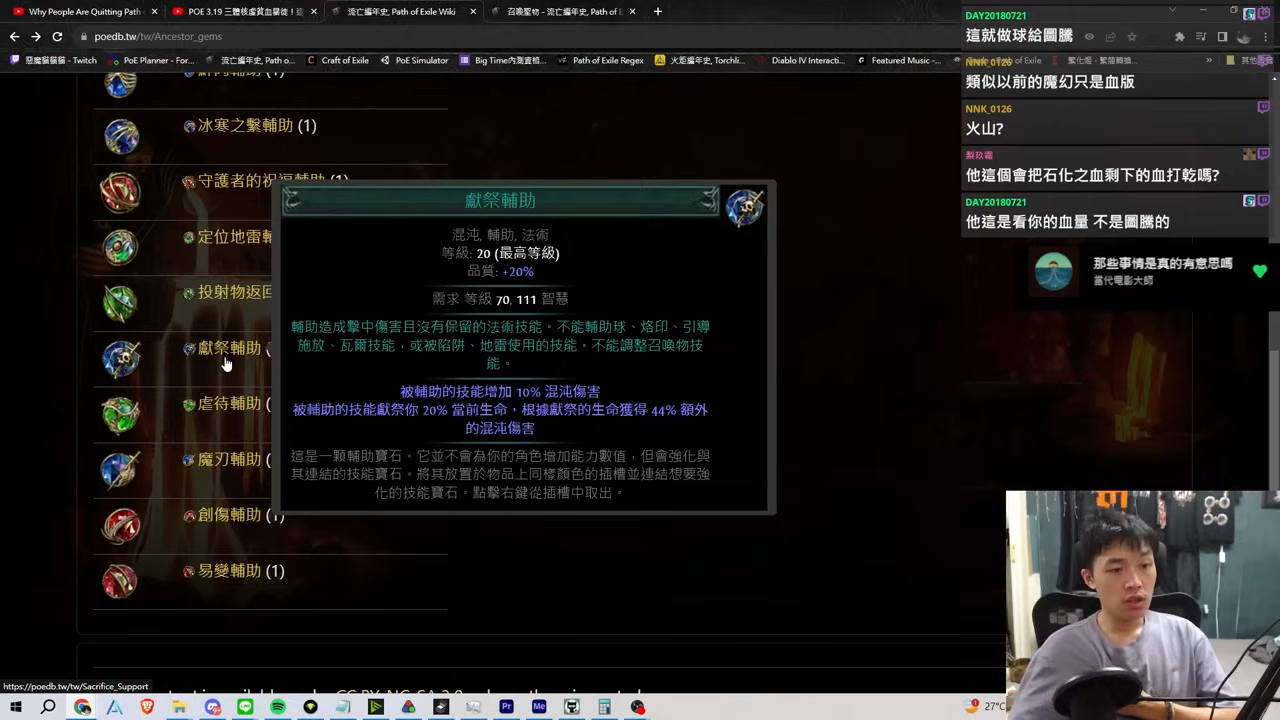 Why People Are Quitting Path
POE 3.19 三體核虛貧血暴徒！
流亡編年史, Path of Exile Wiki
召喚聖物 - 流亡編年史, Path of E
poedb.tw/tw/Ancestor_gems
惡魔貓貓 - Twitch
PoE Planner - For...
流亡編年史, Path o...
Craft of Exile
PoE Simulator
Big Time内測資格...
Path of Exile Regex
火炬編年史, Torchli...
Diablo IV Interacti...
Featured Music -...
冰寒之擊輔助 (1)
守護者的祝福輔助 (1)
定位地雷輔
投射物返回
獻祭輔助
虐待輔助
魔刃輔助
創傷輔助 (1)
易變輔助 (1)
獻祭輔助
混沌, 輔助, 法術
等級: 20 (最高等級)
品質: +20%
需求 等級 70, 111 智慧
輔助造成擊中傷害且沒有保留的法術技能。不能輔助球、烙印、引導
施放、瓦爾技能，或被陷阱、地雷使用的技能。不能調整召喚物技
能。
被輔助的技能增加 10% 混沌傷害
被輔助的技能獻祭你 20% 當前生命，根據獻祭的生命獲得 44% 額外
的混沌傷害
這是一顆輔助寶石。它並不會為你的角色增加能力數值，但會強化與
其連結的技能寶石。將其放置於物品上同樣顏色的插槽並連結想要強
化的技能寶石。點擊右鍵從插槽中取出。
DAY20180721
這就做球給圖騰
NNK_0126
類似以前的魔幻只是血版
NNK_0126
火山?
梨玖霜
他這個會把石化之血剩下的血打乾嗎?
DAY20180721
他這是看你的血量 不是圖騰的
那些事情是真的有意思嗎
當代電影大師
https://poedb.tw/tw/Sacrifice_Support
27°C